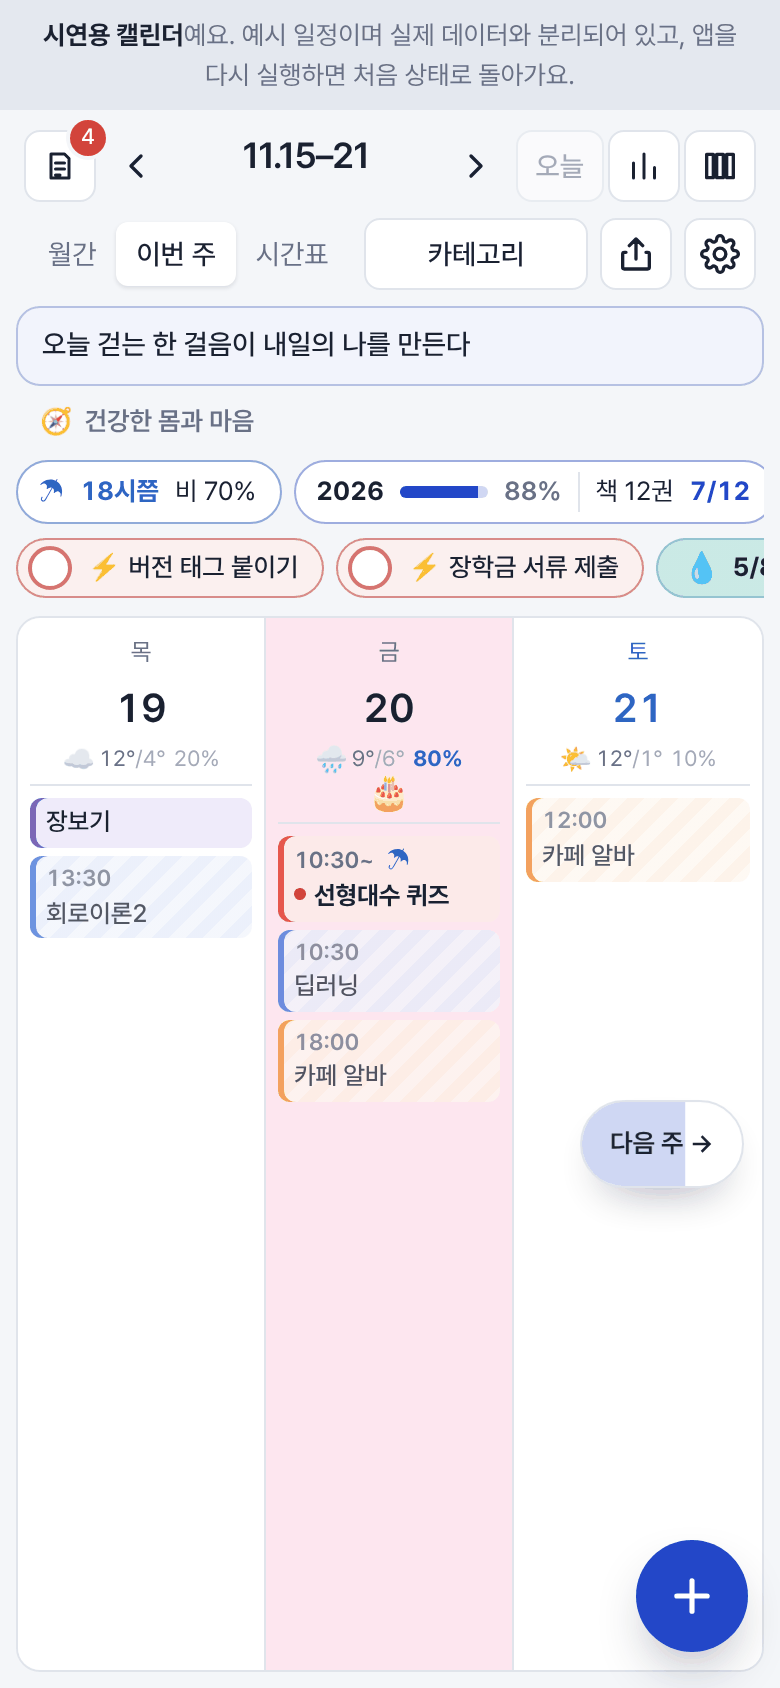 시연용 캘린더예요. 예시 일정이며 실제 데이터와 분리되어 있고, 앱을
다시 실행하면 처음 상태로 돌아가요.
4
11.15–21
오늘
월간
이번 주
시간표
카테고리
오늘 걷는 한 걸음이 내일의 나를 만든다
건강한 몸과 마음
18시쯤 비 70%
2026 88% 책 12권 7/12
버전 태그 붙이기
장학금 서류 제출
5/
목
19
12°/4° 20%
장보기
13:30
회로이론2
금
20
9°/6° 80%
10:30~
선형대수 퀴즈
10:30
딥러닝
18:00
카페 알바
토
21
12°/1° 10%
12:00
카페 알바
다음 주 →